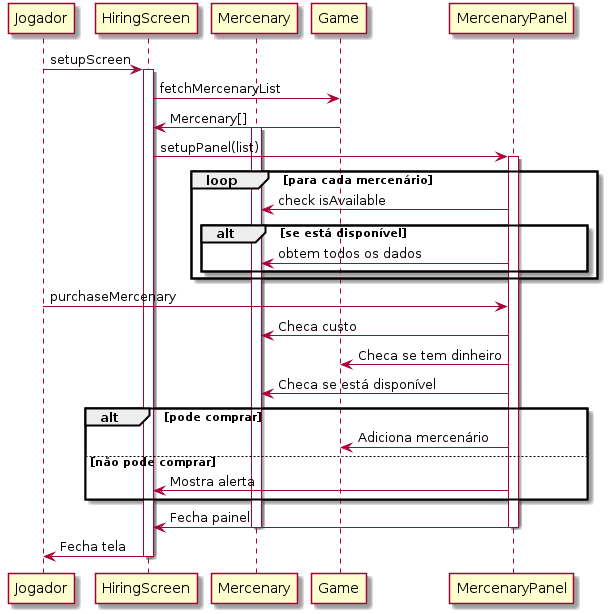 Jogador HiringScreen Mercenary Game MercenaryPanel
setupScreen
fetchMercenaryList
Mercenary[]
setupPanel(list)
loop [para cada mercenário]
check isAvailable
alt [se está disponível]
obtem todos os dados
purchaseMercenary
Checa custo
Checa se tem dinheiro
Checa se está disponível
alt [pode comprar]
Adiciona mercenário
[não pode comprar]
Mostra alerta
Fecha painel
Fecha tela
Jogador HiringScreen Mercenary Game MercenaryPanel